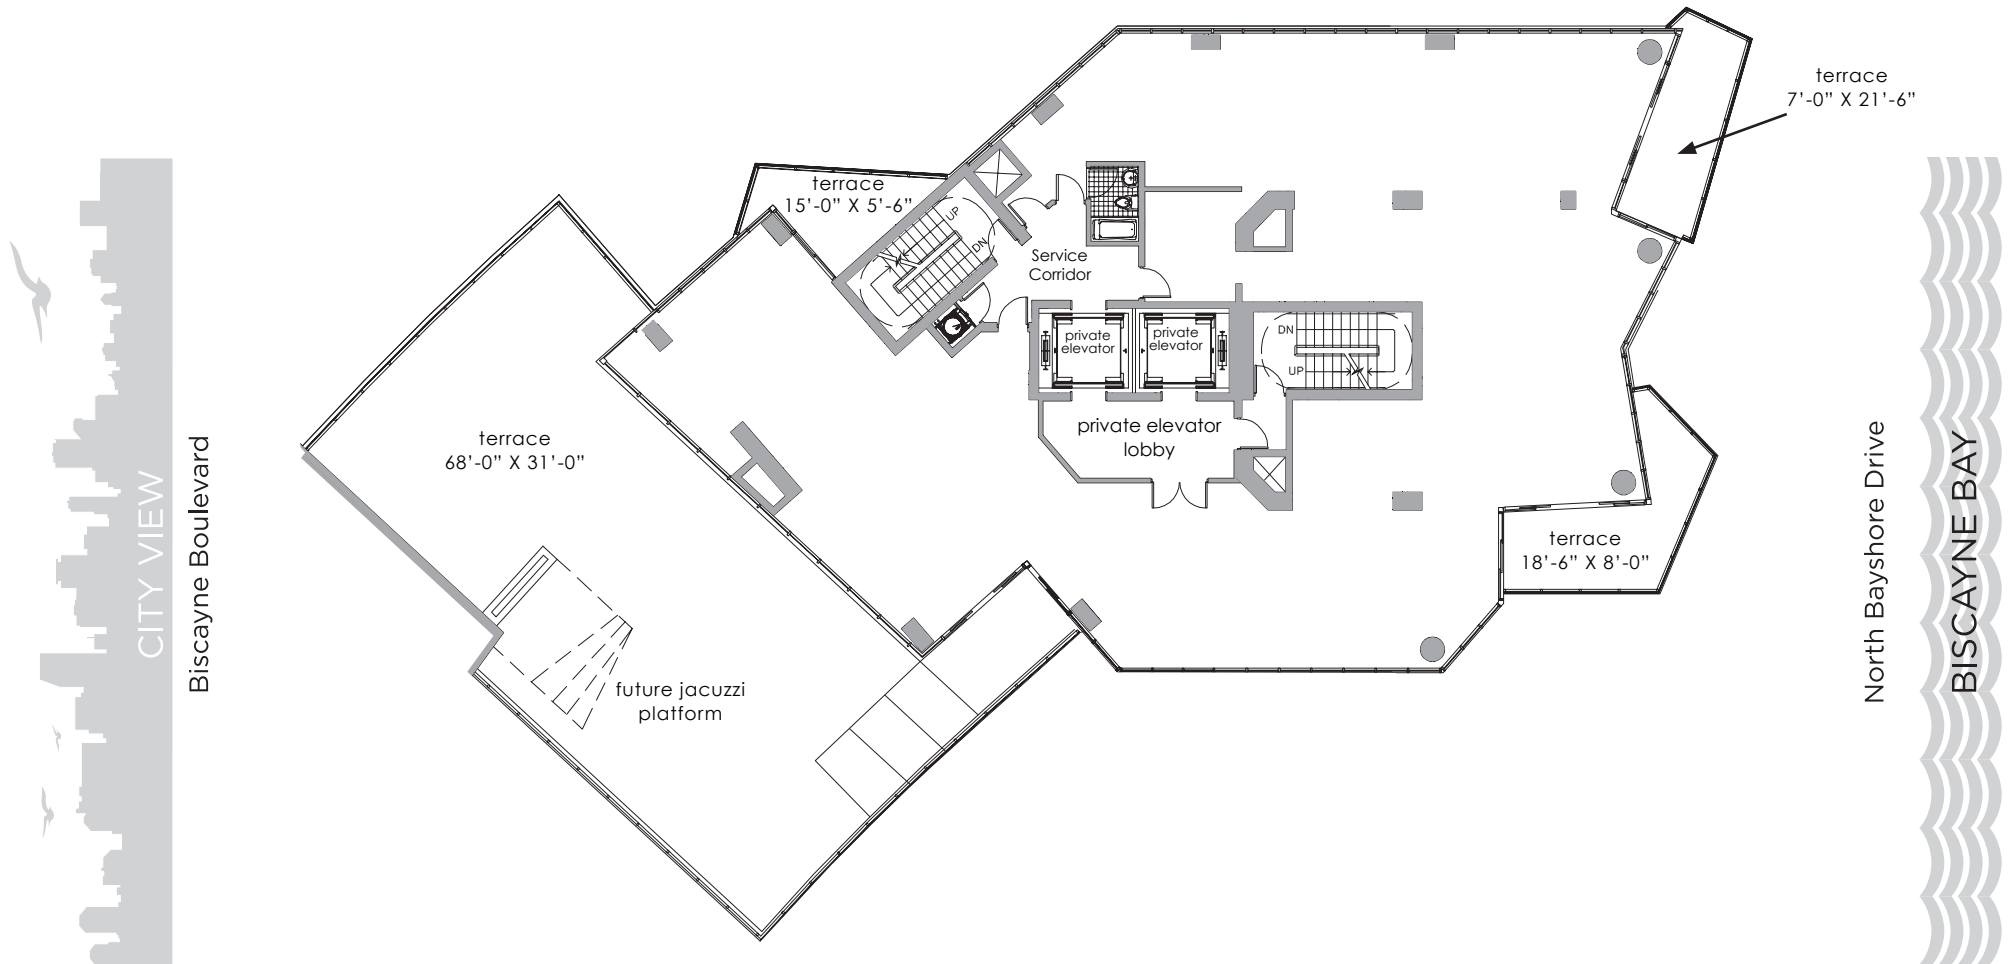 terrace
7’-0” X 21’-6”
terrace
15’-0” X 5’-6”
UP
DN
Service
Corridor
private
elevator
private
elevator
DN
UP
private elevator
lobby
terrace
68’-0” X 31’-0”
terrace
18’-6” X 8’-0”
future jacuzzi
platform
CITY VIEW
Biscayne Boulevard
North Bayshore Drive
BISCAYNE BAY